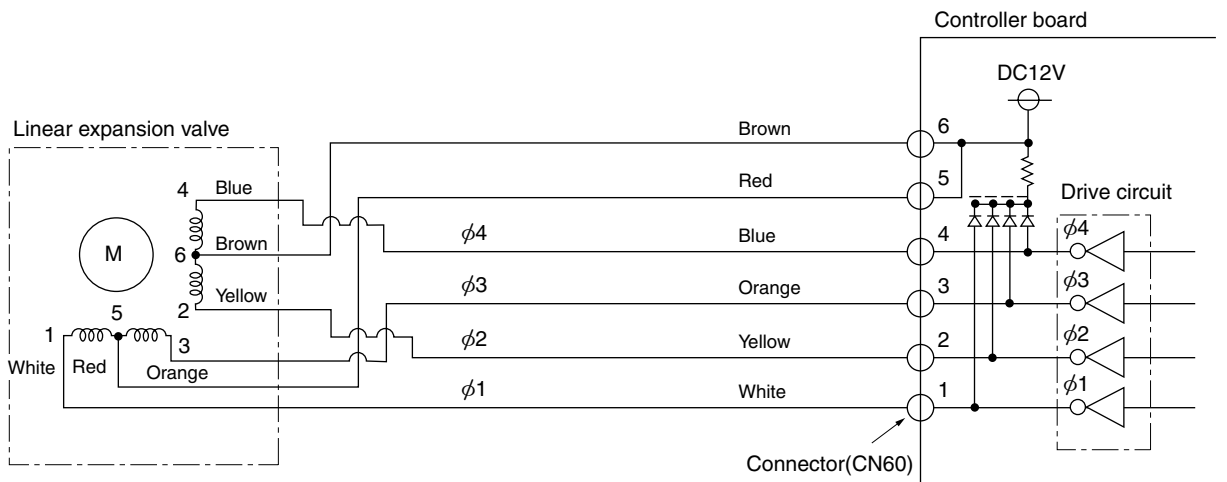 Controller board
DC12V
Linear expansion valve
Brown
6
Red
5
Drive circuit
4
Blue
ϕ4
Blue
4
ϕ4
M
6
Brown
ϕ3
Orange
3
ϕ3
2
Yellow
5
1
3
ϕ2
Yellow
2
ϕ2
White
Red
Orange
ϕ1
White
1
ϕ1
Connector(CN60)